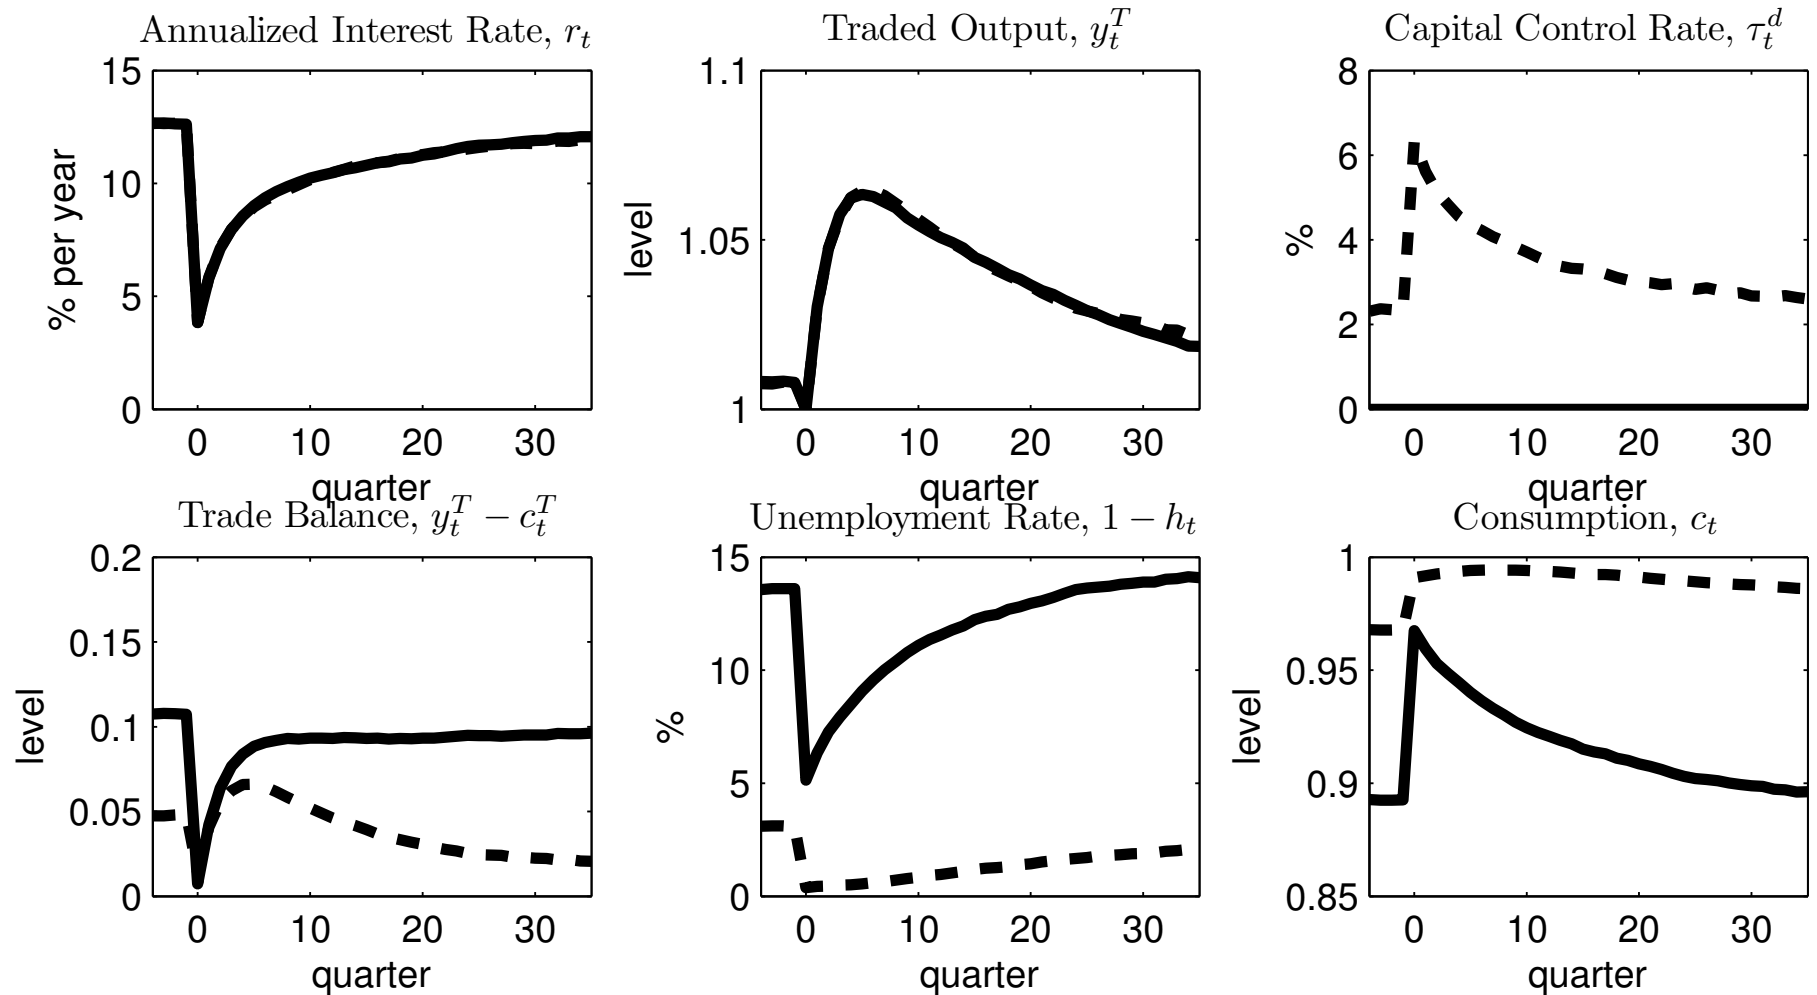 Annualized Interest Rate, r_t
15
10
5
0
% per year
0 10 20 30
quarter
Traded Output, y_t^T
1.1
1.05
1
level
0 10 20 30
quarter
Capital Control Rate, τ_t^d
8
6
4
2
0
%
0 10 20 30
quarter
Trade Balance, y_t^T − c_t^T
0.2
0.15
0.1
0.05
0
level
0 10 20 30
quarter
Unemployment Rate, 1 − h_t
15
10
5
0
%
0 10 20 30
quarter
Consumption, c_t
1
0.95
0.9
0.85
level
0 10 20 30
quarter